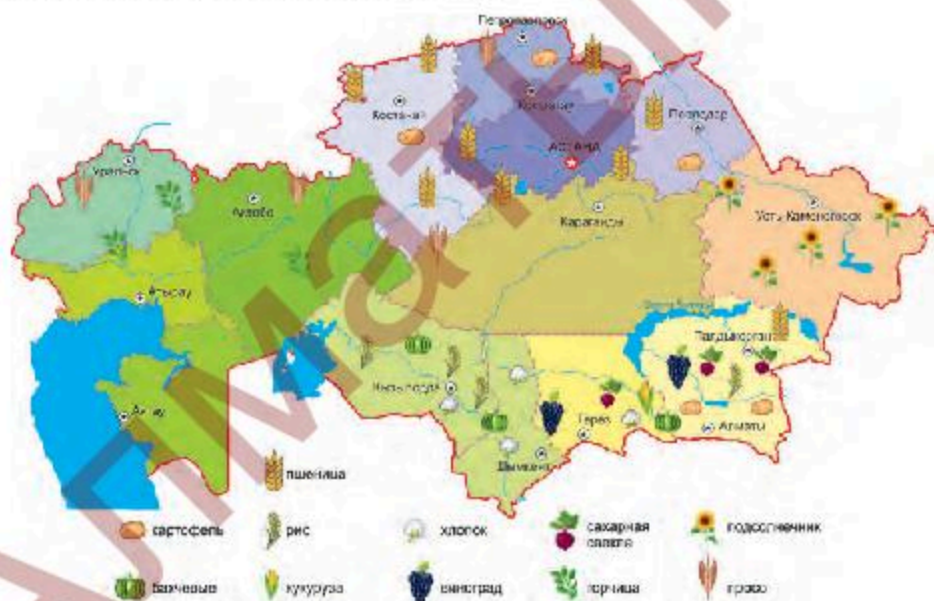 Петропавловск
Костанай
Кокшетау
Павлодар
АСТАНА
Уральск
Актобе
Караганды
Усть-Каменогорск
Атырау
Талдыкорган
Кызылорда
Актау
Тараз
Алматы
Шымкент
пшеница
картофель
рис
хлопок
сахарная
свекла
подсолнечник
бахчевые
кукуруза
виноград
горчица
просо